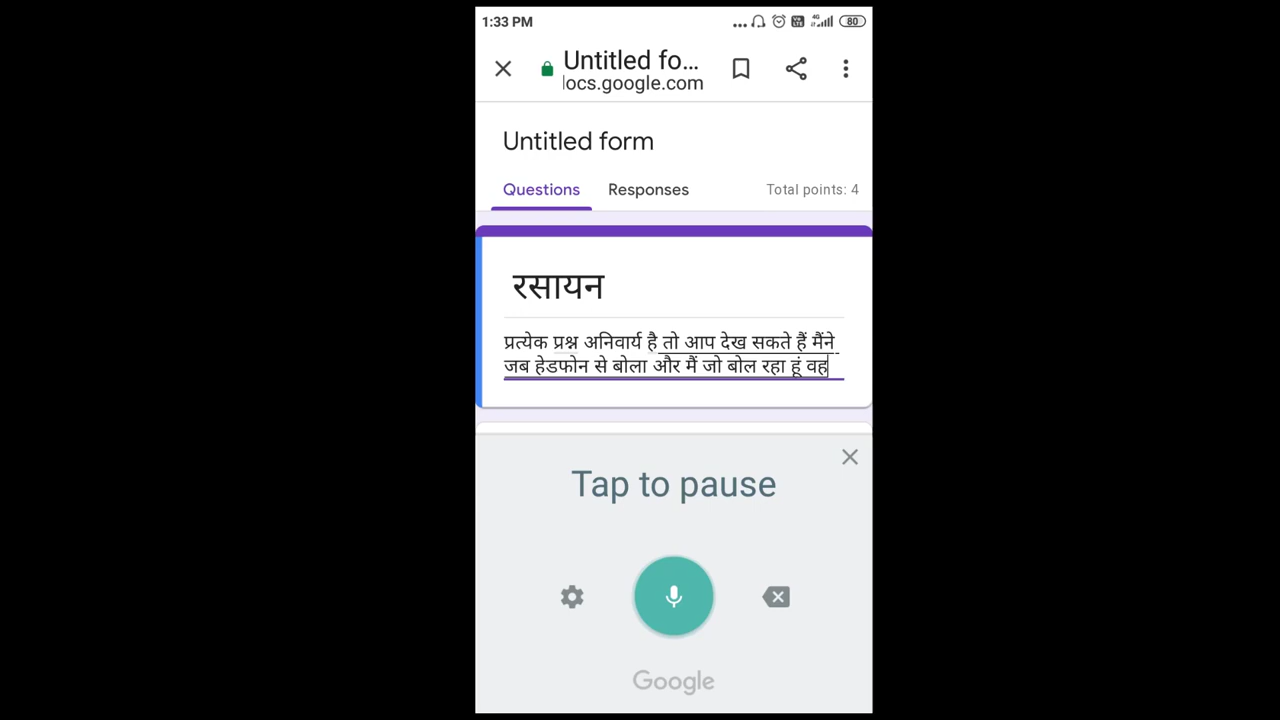 1:33 PM
4G
80
Untitled fo...
locs.google.com
Untitled form
Questions Responses Total points: 4
रसायन
प्रत्येक प्रश्न अनिवार्य है तो आप देख सकते हैं मैंने
जब हेडफोन से बोला और मैं जो बोल रहा हूं वह
Tap to pause
Google